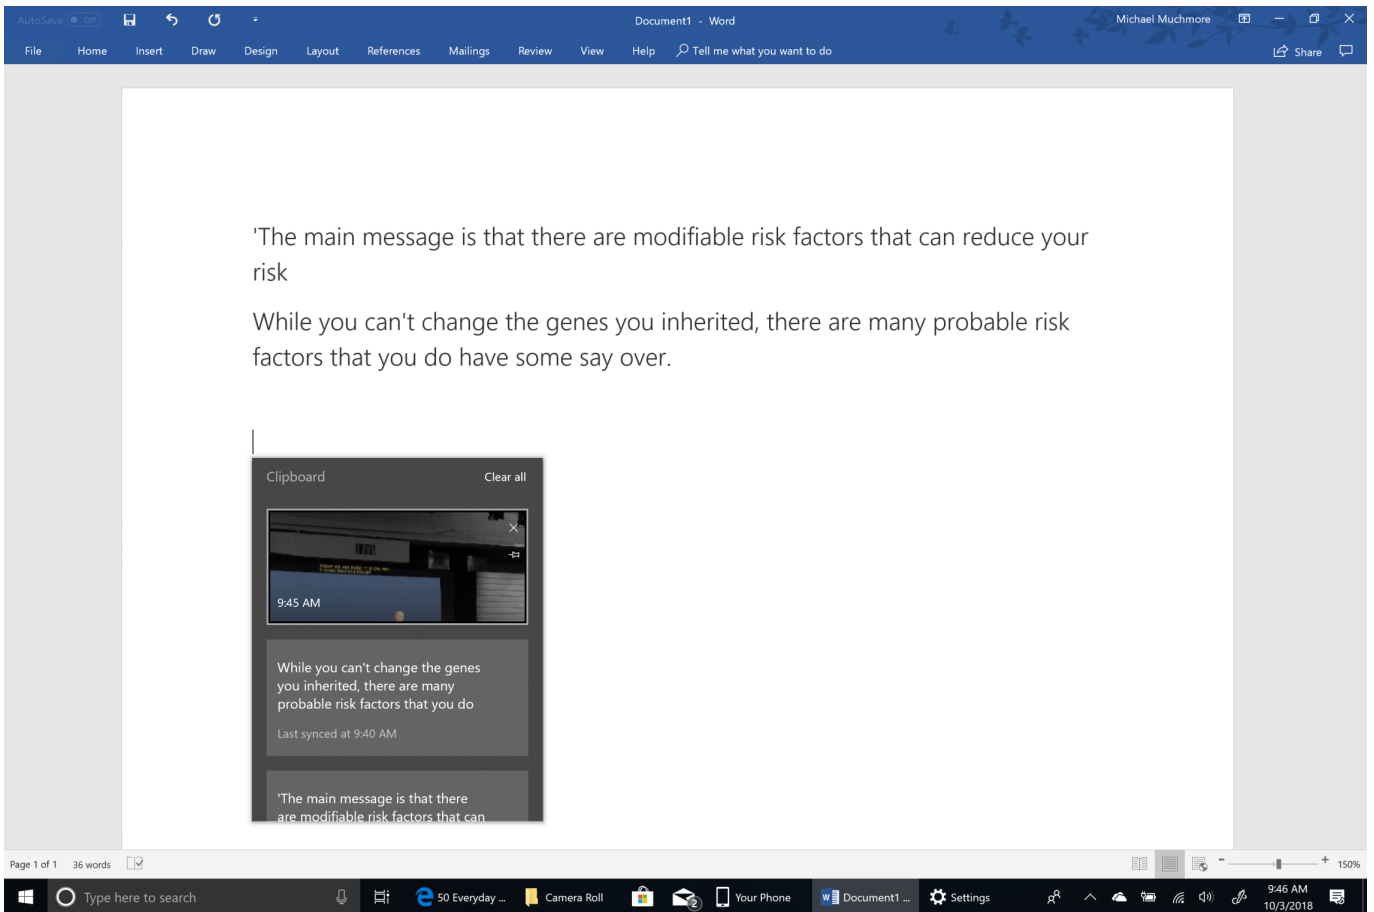 AutoSave Off
Document1 - Word
Michael Muchmore
File Home Insert Draw Design Layout References Mailings Review View Help Tell me what you want to do
Share
'The main message is that there are modifiable risk factors that can reduce your
risk
While you can't change the genes you inherited, there are many probable risk
factors that you do have some say over.
Clipboard Clear all
9:45 AM
While you can't change the genes
you inherited, there are many
probable risk factors that you do
Last synced at 9:40 AM
'The main message is that there
are modifiable risk factors that can
Page 1 of 1 36 words
150%
Type here to search
50 Everyday ...
Camera Roll
2
Your Phone
Document1 ...
Settings
9:46 AM
10/3/2018